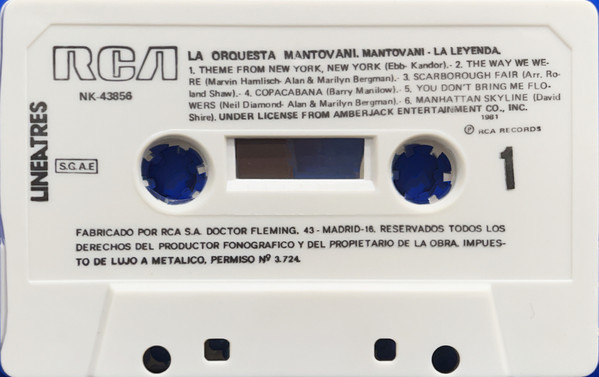 RCA
NK-43856
LA ORQUESTA MANTOVANI. MANTOVANI - LA LEYENDA.
1. THEME FROM NEW YORK, NEW YORK (Ebb- Kandor).- 2. THE WAY WE WE-
RE (Marvin Hamlisch- Alan & Marilyn Bergman).- 3. SCARBOROUGH FAIR (Arr. Ro-
land Shaw).- 4. COPACABANA (Barry Manilow).- 5. YOU DON'T BRING ME FLO-
WERS (Neil Diamond- Alan & Marilyn Bergman).- 6. MANHATTAN SKYLINE (David
Shire). UNDER LICENSE FROM AMBERJACK ENTERTAINMENT CO., INC.
1981
℗ RCA RECORDS
LINEATRES
S.G.A.E
1
FABRICADO POR RCA S.A. DOCTOR FLEMING, 43 - MADRID-16. RESERVADOS TODOS LOS
DERECHOS DEL PRODUCTOR FONOGRAFICO Y DEL PROPIETARIO DE LA OBRA. IMPUES-
TO DE LUJO A METALICO, PERMISO Nº 3.724.